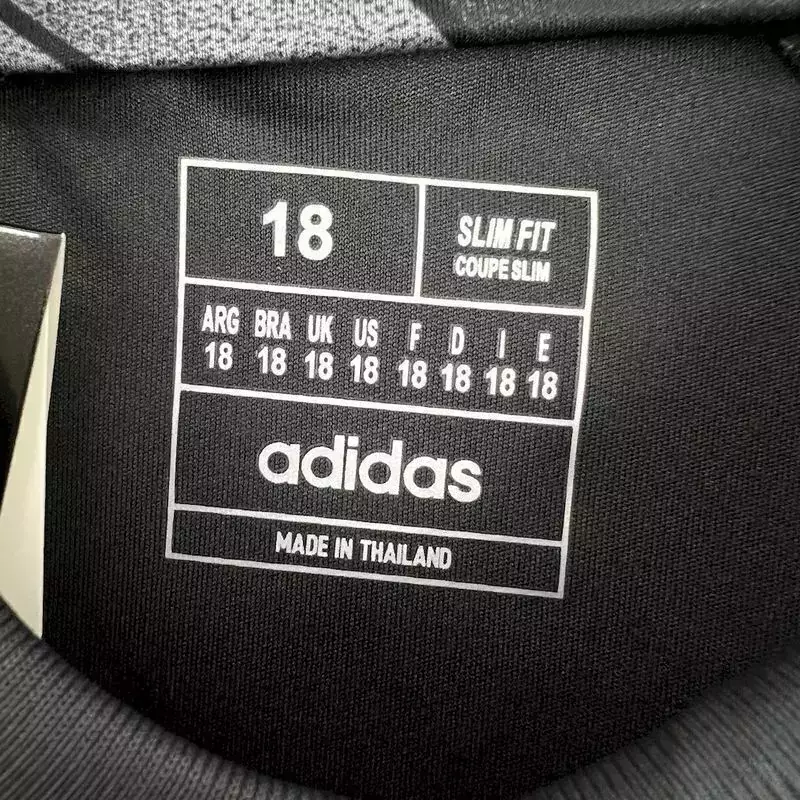 18
SLIM FIT
COUPE SLIM
ARG BRA UK US F D I E
18 18 18 18 18 18 18 18
adidas
MADE IN THAILAND